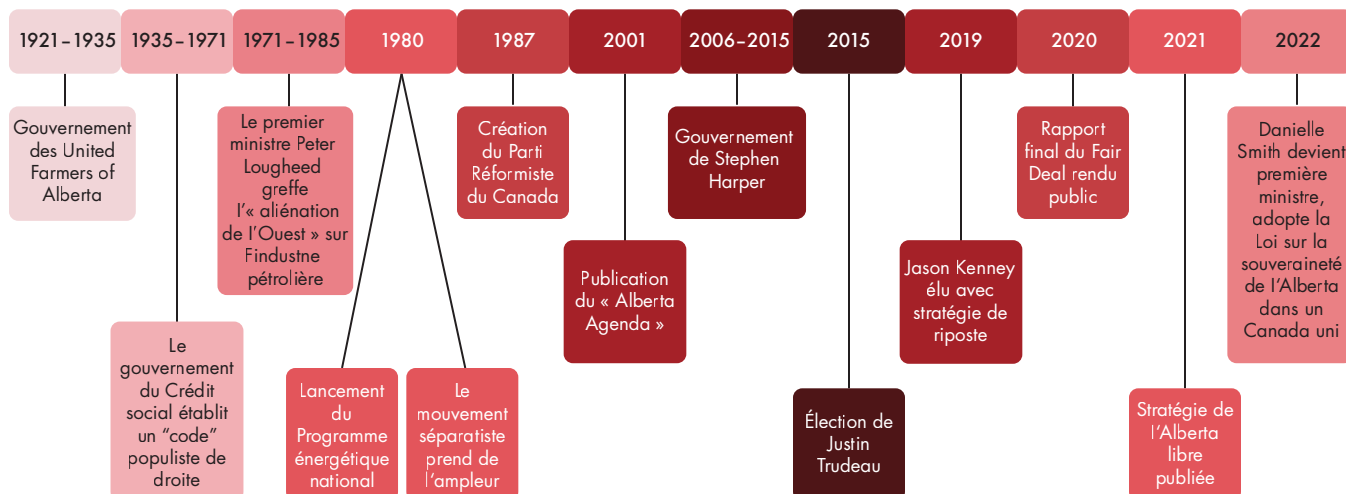 1921–1935
1935–1971
1971–1985
1980
1987
2001
2006–2015
2015
2019
2020
2021
2022
Gouvernement
des United
Farmers of
Alberta
Le
gouvernement
du Crédit
social établit
un “code”
populiste de
droite
Le premier
ministre Peter
Lougheed
greffe
l’« aliénation
de l’Ouest » sur
Findustne
pétrolière
Lancement
du
Programme
énergétique
national
Le
mouvement
séparatiste
prend de
l’ampleur
Création
du Parti
Réformiste
du Canada
Publication
du « Alberta
Agenda »
Gouvernement
de Stephen
Harper
Élection de
Justin
Trudeau
Jason Kenney
élu avec
stratégie de
riposte
Rapport
final du Fair
Deal rendu
public
Stratégie de
l’Alberta
libre
publiée
Danielle
Smith devient
première
ministre,
adopte la
Loi sur la
souveraineté
de l’Alberta
dans un
Canada uni